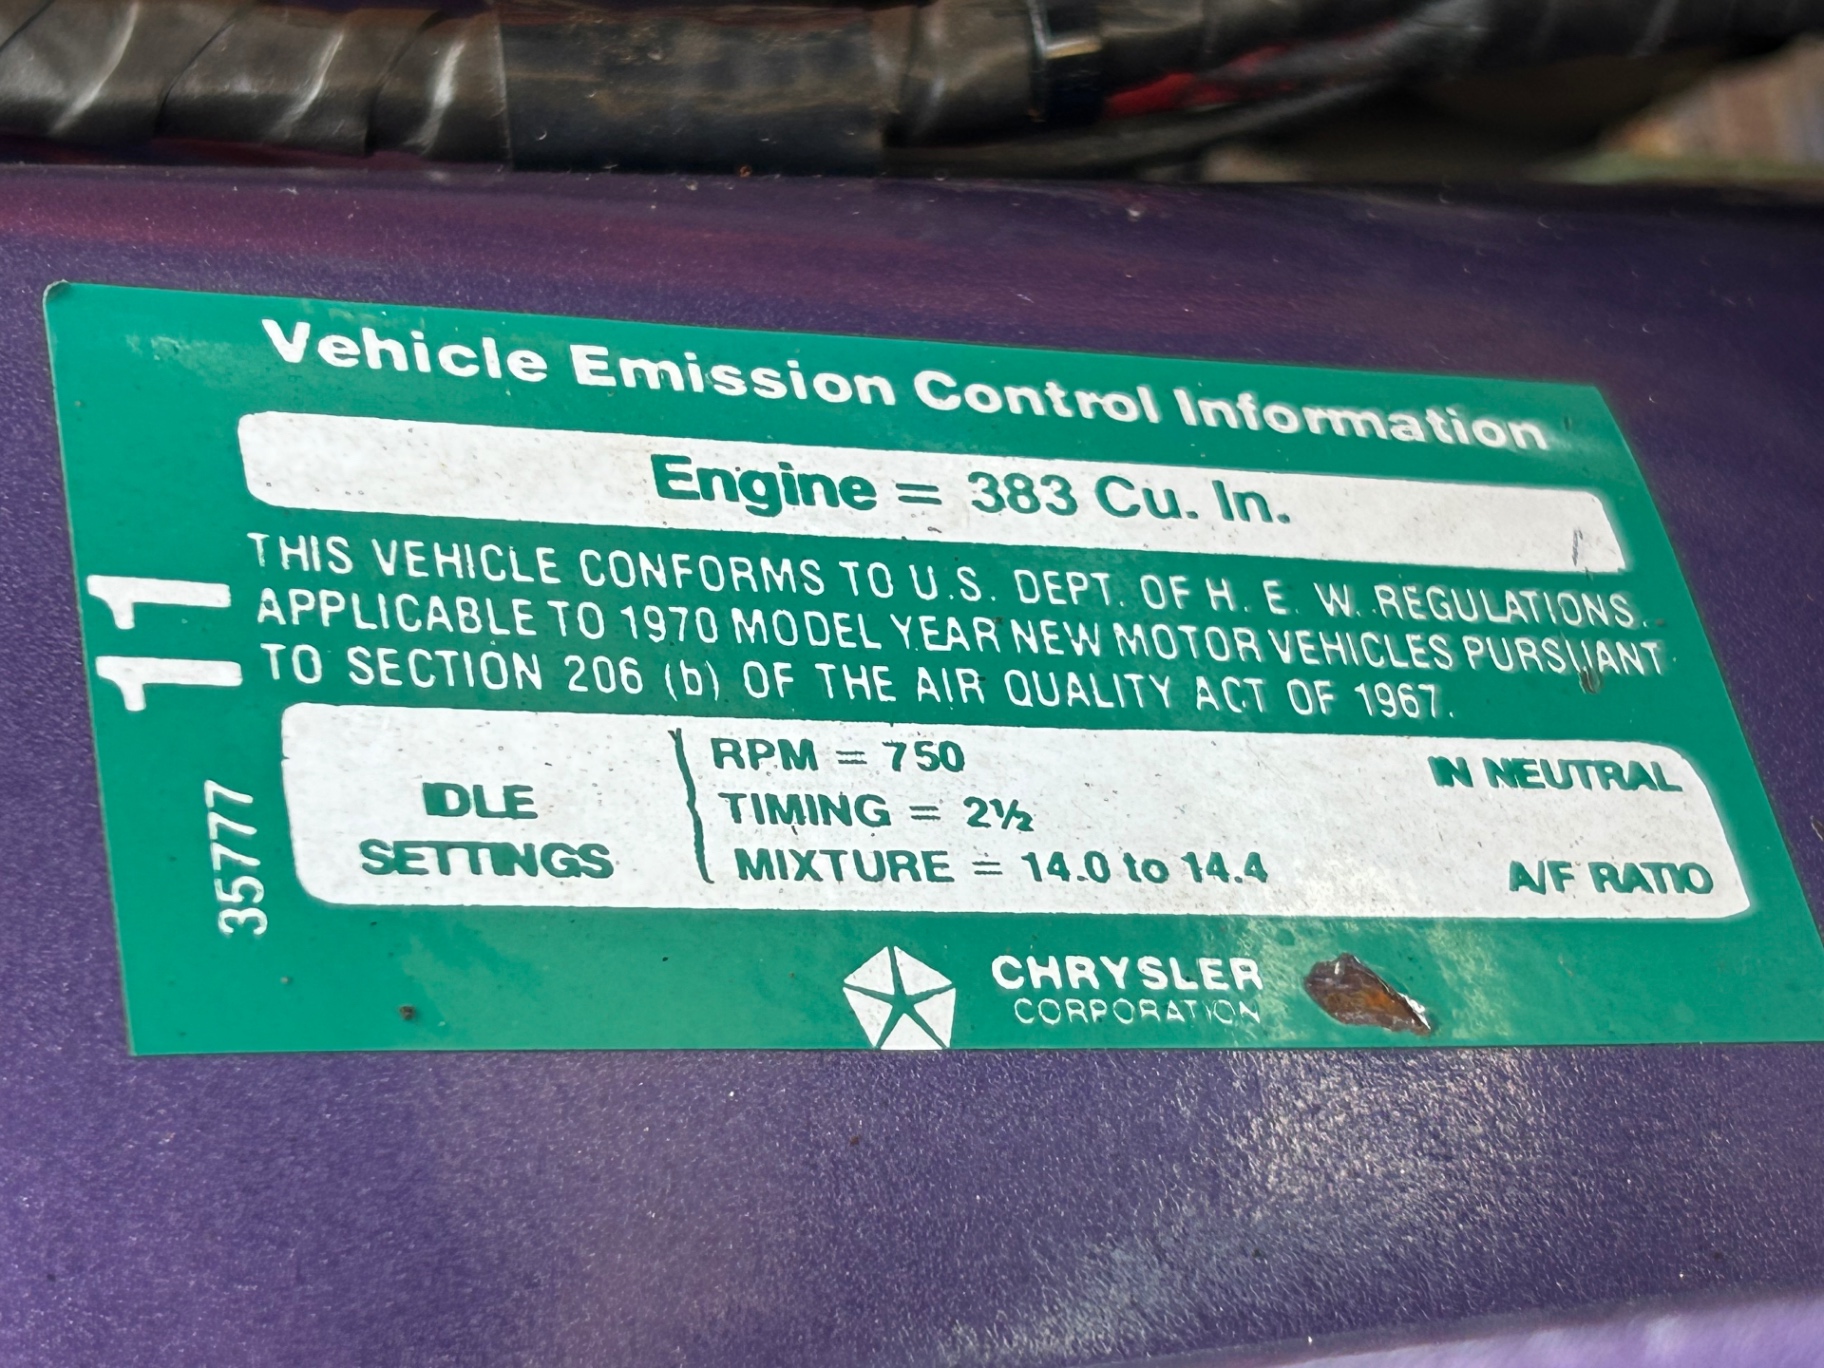 Vehicle Emission Control Information
Engine = 383 Cu. In.
THIS VEHICLE CONFORMS TO U.S. DEPT. OF H. E. W. REGULATIONS.
APPLICABLE TO 1970 MODEL YEAR NEW MOTOR VEHICLES PURSUANT
TO SECTION 206 (b) OF THE AIR QUALITY ACT OF 1967.
11
35777
IDLE
SETTINGS
RPM = 750 IN NEUTRAL
TIMING = 2½
MIXTURE = 14.0 to 14.4 A/F RATIO
CHRYSLER
CORPORATION